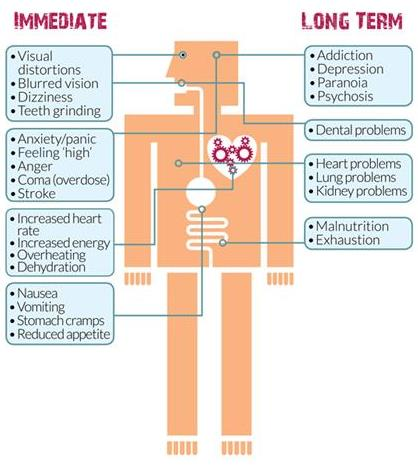 IMMEDIATE
• Visual
distortions
• Blurred vision
• Dizziness
• Teeth grinding
• Anxiety/panic
• Feeling 'high'
• Anger
• Coma (overdose)
• Stroke
• Increased heart
rate
• Increased energy
• Overheating
• Dehydration
• Nausea
• Vomiting
• Stomach cramps
• Reduced appetite
LONG TERM
• Addiction
• Depression
• Paranoia
• Psychosis
• Dental problems
• Heart problems
• Lung problems
• Kidney problems
• Malnutrition
• Exhaustion